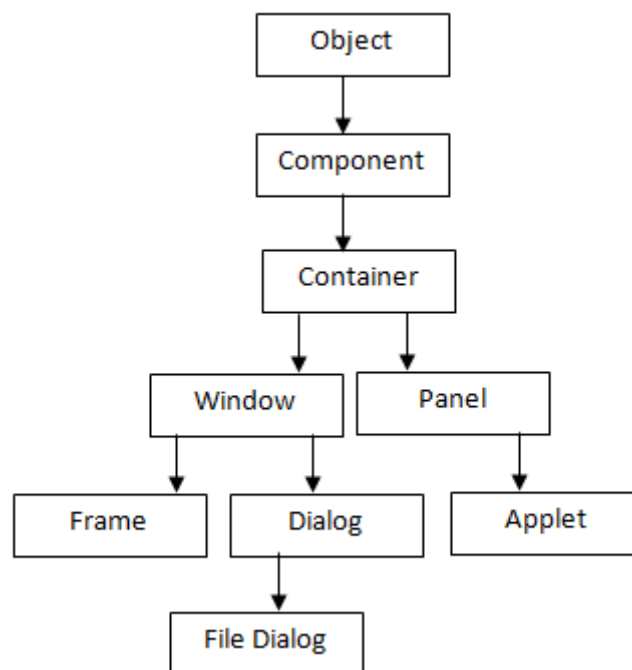 Object
Component
Container
Window
Panel
Frame
Dialog
Applet
File Dialog